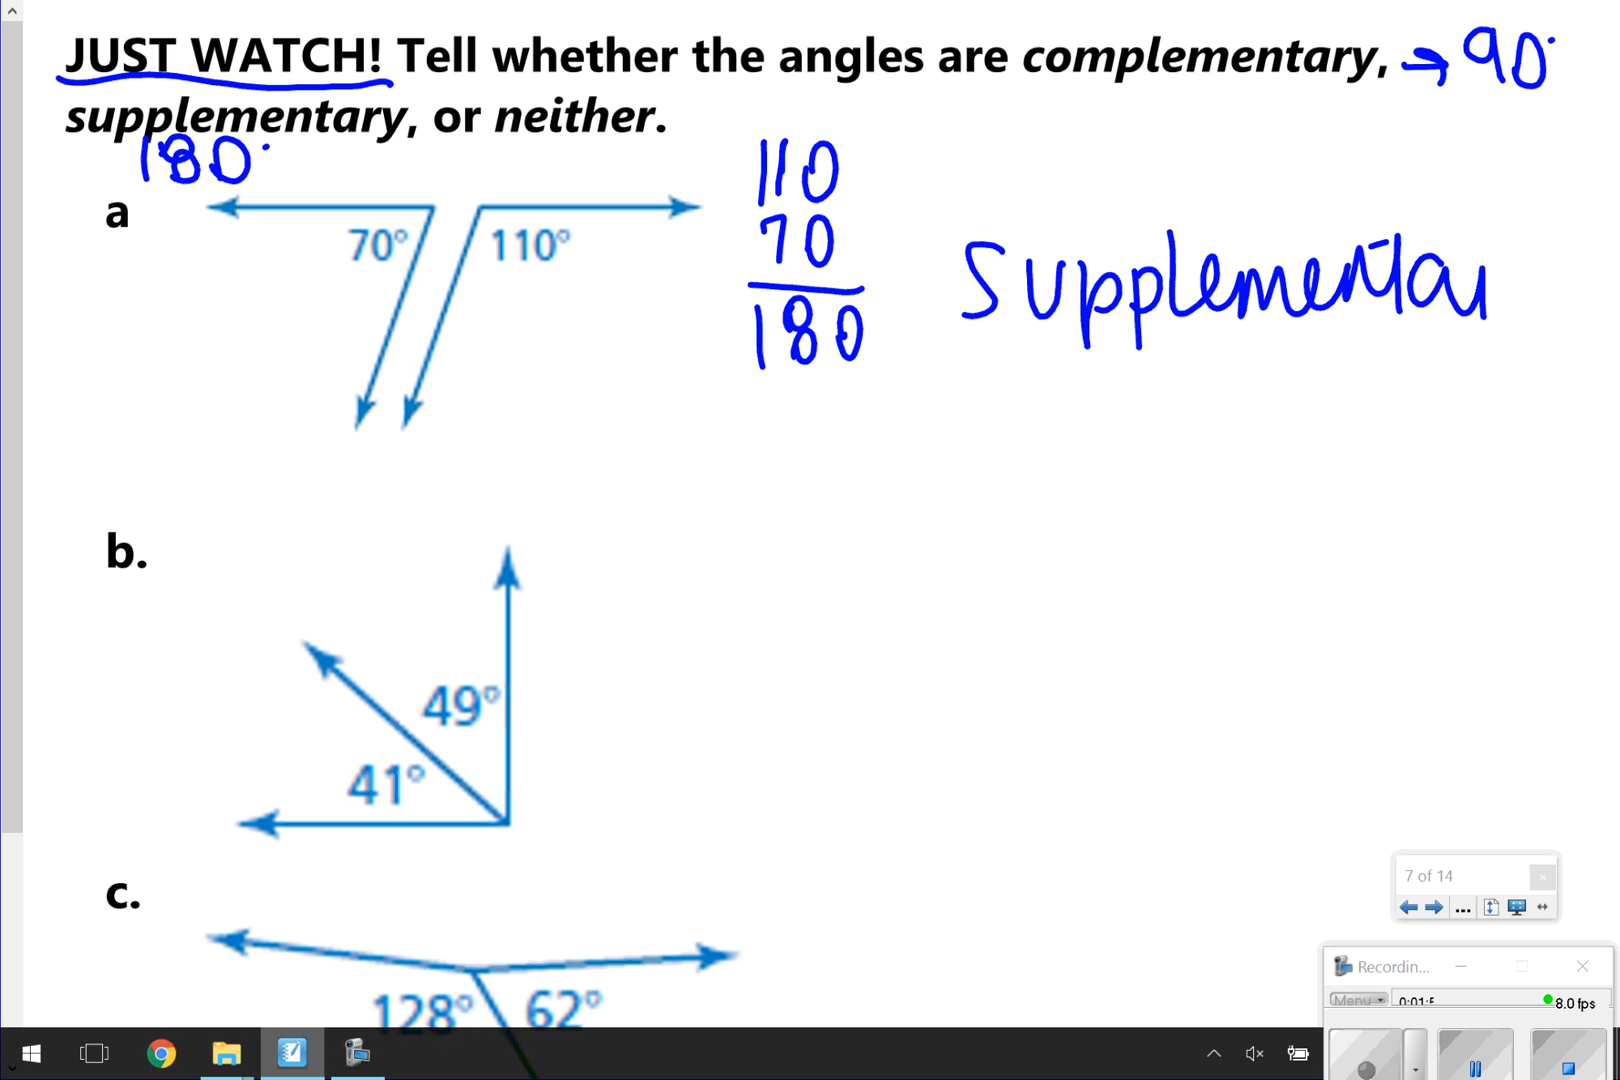 JUST WATCH! Tell whether the angles are complementary, → 90°
supplementary, or neither.
180°
a
70°
110°
110
70
180
Supplementar
b.
49°
41°
c.
128°
62°
7 of 14
...
Recordin...
Menu
8.0 fps